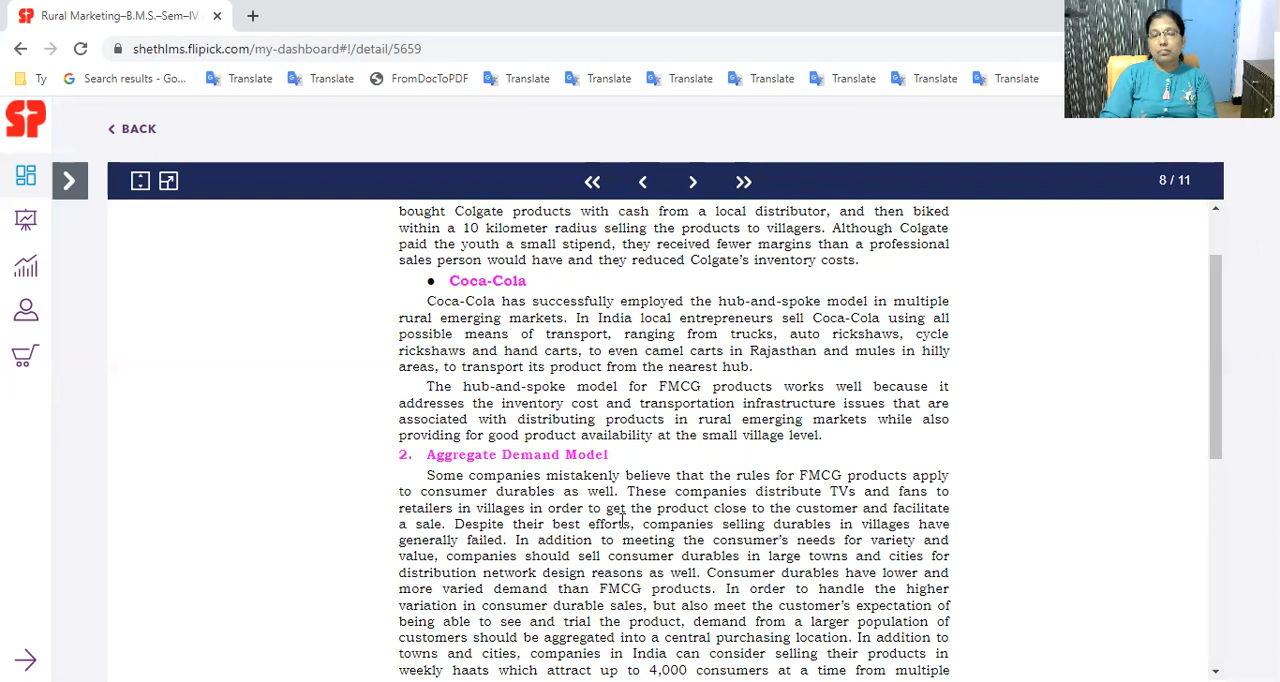 Rural Marketing–B.M.S.–Sem–IV
shethlms.flipick.com/my-dashboard#!/detail/5659
Ty Search results - Go... Translate Translate FromDocToPDF Translate Translate Translate Translate Translate Translate Translate
SP
BACK
8 / 11
bought Colgate products with cash from a local distributor, and then biked
within a 10 kilometer radius selling the products to villagers. Although Colgate
paid the youth a small stipend, they received fewer margins than a professional
sales person would have and they reduced Colgate's inventory costs.
• Coca-Cola
Coca-Cola has successfully employed the hub-and-spoke model in multiple
rural emerging markets. In India local entrepreneurs sell Coca-Cola using all
possible means of transport, ranging from trucks, auto rickshaws, cycle
rickshaws and hand carts, to even camel carts in Rajasthan and mules in hilly
areas, to transport its product from the nearest hub.
The hub-and-spoke model for FMCG products works well because it
addresses the inventory cost and transportation infrastructure issues that are
associated with distributing products in rural emerging markets while also
providing for good product availability at the small village level.
2. Aggregate Demand Model
Some companies mistakenly believe that the rules for FMCG products apply
to consumer durables as well. These companies distribute TVs and fans to
retailers in villages in order to get the product close to the customer and facilitate
a sale. Despite their best efforts, companies selling durables in villages have
generally failed. In addition to meeting the consumer's needs for variety and
value, companies should sell consumer durables in large towns and cities for
distribution network design reasons as well. Consumer durables have lower and
more varied demand than FMCG products. In order to handle the higher
variation in consumer durable sales, but also meet the customer's expectation of
being able to see and trial the product, demand from a larger population of
customers should be aggregated into a central purchasing location. In addition to
towns and cities, companies in India can consider selling their products in
weekly haats which attract up to 4,000 consumers at a time from multiple